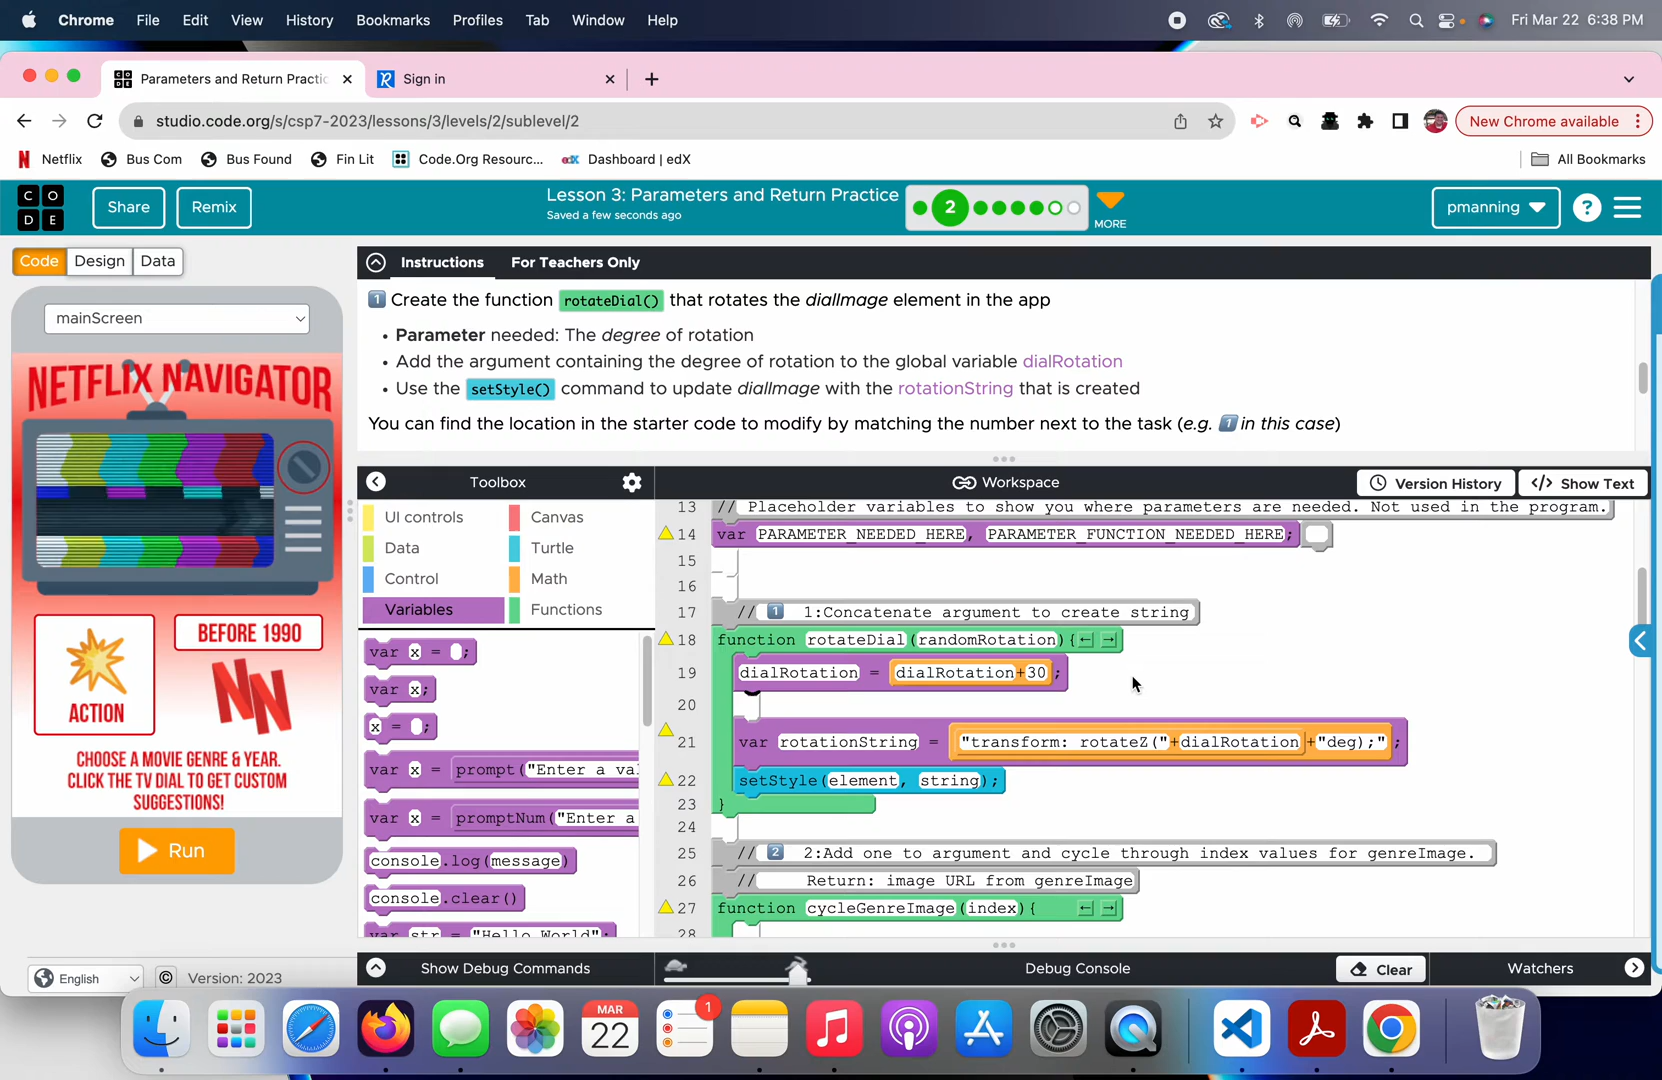 Chrome File Edit View History Bookmarks Profiles Tab Window Help Fri Mar 22 6:38 PM
Parameters and Return Practic Sign in
studio.code.org/s/csp7-2023/lessons/3/levels/2/sublevel/2 New Chrome available
Netflix Bus Com Bus Found Fin Lit Code.Org Resourc... edX Dashboard | edX All Bookmarks
C O D E Share Remix Lesson 3: Parameters and Return Practice 2 pmanning ?
Saved a few seconds ago MORE
Code Design Data Instructions For Teachers Only
1 Create the function rotateDial() that rotates the dialImage element in the app
• Parameter needed: The degree of rotation
• Add the argument containing the degree of rotation to the global variable dialRotation
• Use the setStyle() command to update dialImage with the rotationString that is created
You can find the location in the starter code to modify by matching the number next to the task (e.g. 1 in this case)
mainScreen
NETFLIX NAVIGATOR
BEFORE 1990
ACTION
CHOOSE A MOVIE GENRE & YEAR.
CLICK THE TV DIAL TO GET CUSTOM
SUGGESTIONS!
Run
English © Version: 2023
Toolbox
UI controls Canvas
Data Turtle
Control Math
Variables Functions
var x = ;
var x;
x = ;
var x = prompt("Enter a val
var x = promptNum("Enter a
console.log(message)
console.clear()
var str = "Hello World";
Workspace Version History </> Show Text
13 // Placeholder variables to show you where parameters are needed. Not used in the program.
14 var PARAMETER_NEEDED_HERE, PARAMETER_FUNCTION_NEEDED_HERE;
15
16
17 // 1 1:Concatenate argument to create string
18 function rotateDial(randomRotation){
19 dialRotation = dialRotation+30;
20
21 var rotationString = "transform: rotateZ("+dialRotation+"deg);";
22 setStyle(element, string);
23 }
24
25 // 2 2:Add one to argument and cycle through index values for genreImage.
26 // Return: image URL from genreImage
27 function cycleGenreImage(index){
28
Show Debug Commands Debug Console Clear Watchers
MAR
22
1